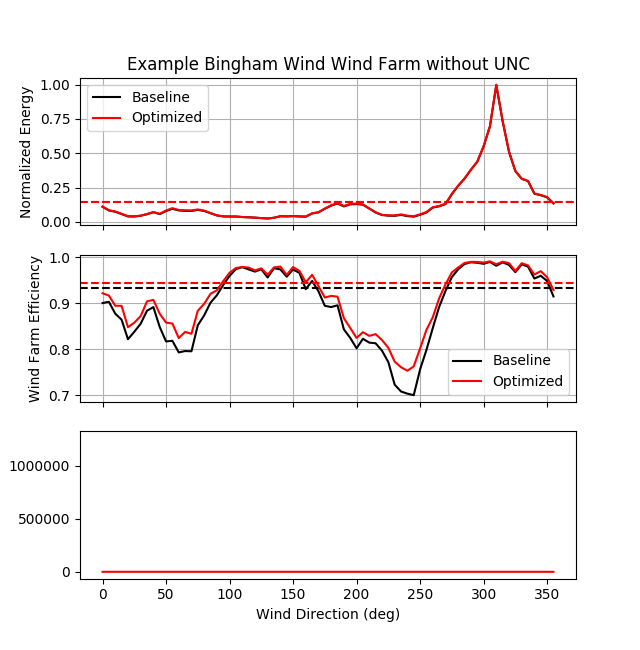 Example Bingham Wind Wind Farm without UNC
Normalized Energy
1.00
0.75
0.50
0.25
0.00
Baseline
Optimized
Wind Farm Efficiency
1.0
0.9
0.8
0.7
Baseline
Optimized
1000000
500000
0
0 50 100 150 200 250 300 350
Wind Direction (deg)